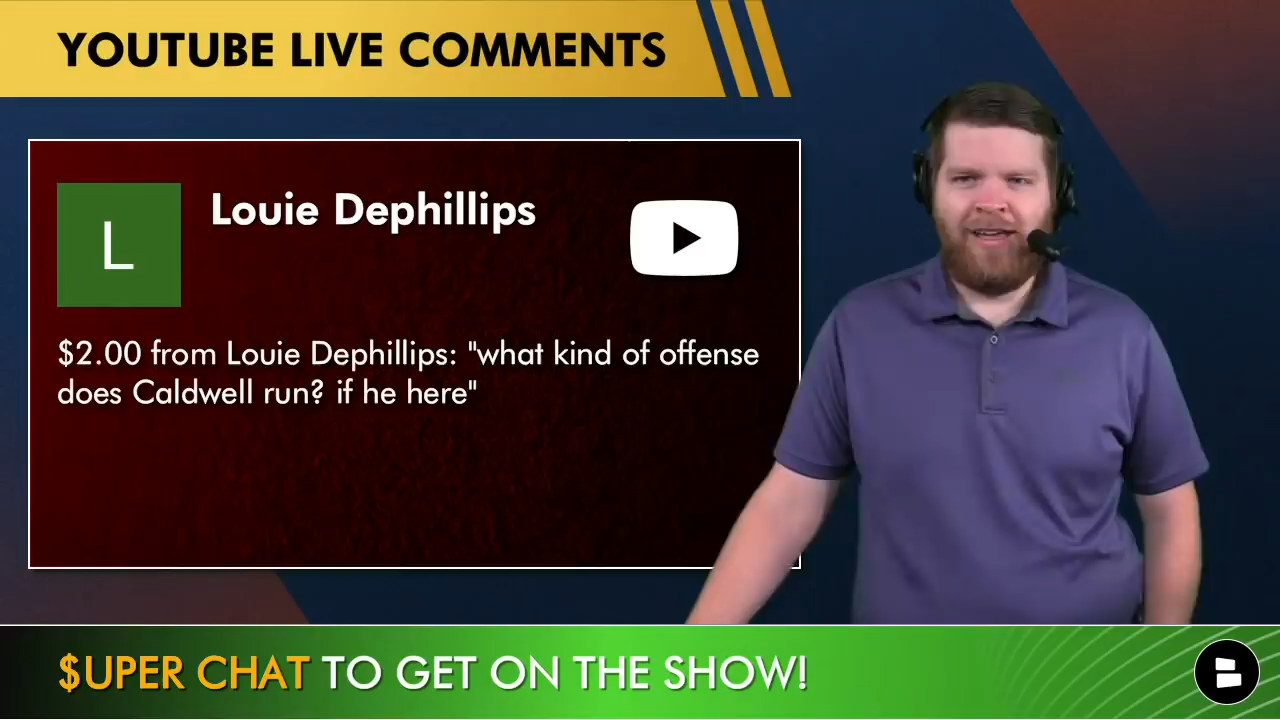 YOUTUBE LIVE COMMENTS
L
Louie Dephillips
$2.00 from Louie Dephillips: "what kind of offense
does Caldwell run? if he here"
$UPER CHAT TO GET ON THE SHOW!